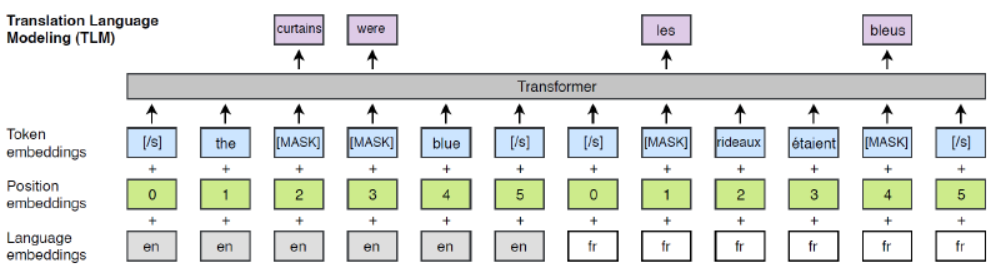 Translation Language
Modeling (TLM)
curtains were les bleus
Transformer
Token
embeddings
[/s] the [MASK] [MASK] blue [/s] [/s] [MASK] rideaux étaient [MASK] [/s]
+ + + + + + + + + + + +
Position
embeddings
0 1 2 3 4 5 0 1 2 3 4 5
+ + + + + + + + + + + +
Language
embeddings
en en en en en en fr fr fr fr fr fr